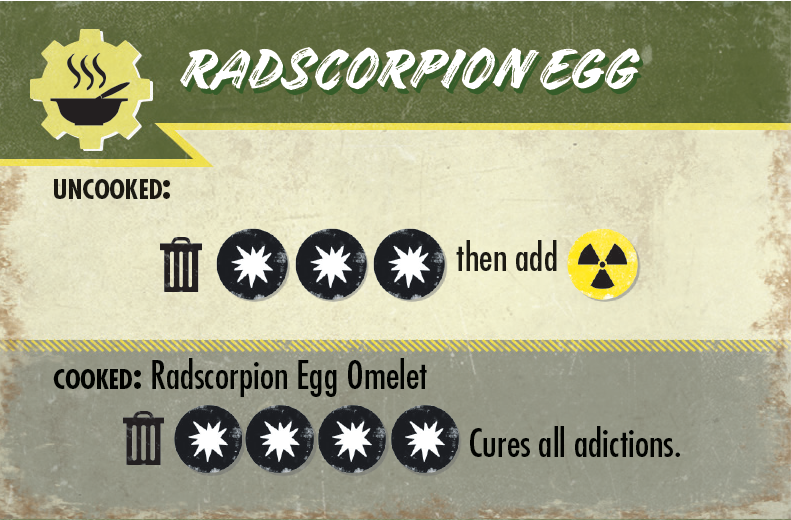 RADSCORPION EGG
UNCOOKED:
then add
COOKED: Radscorpion Egg Omelet
Cures all adictions.